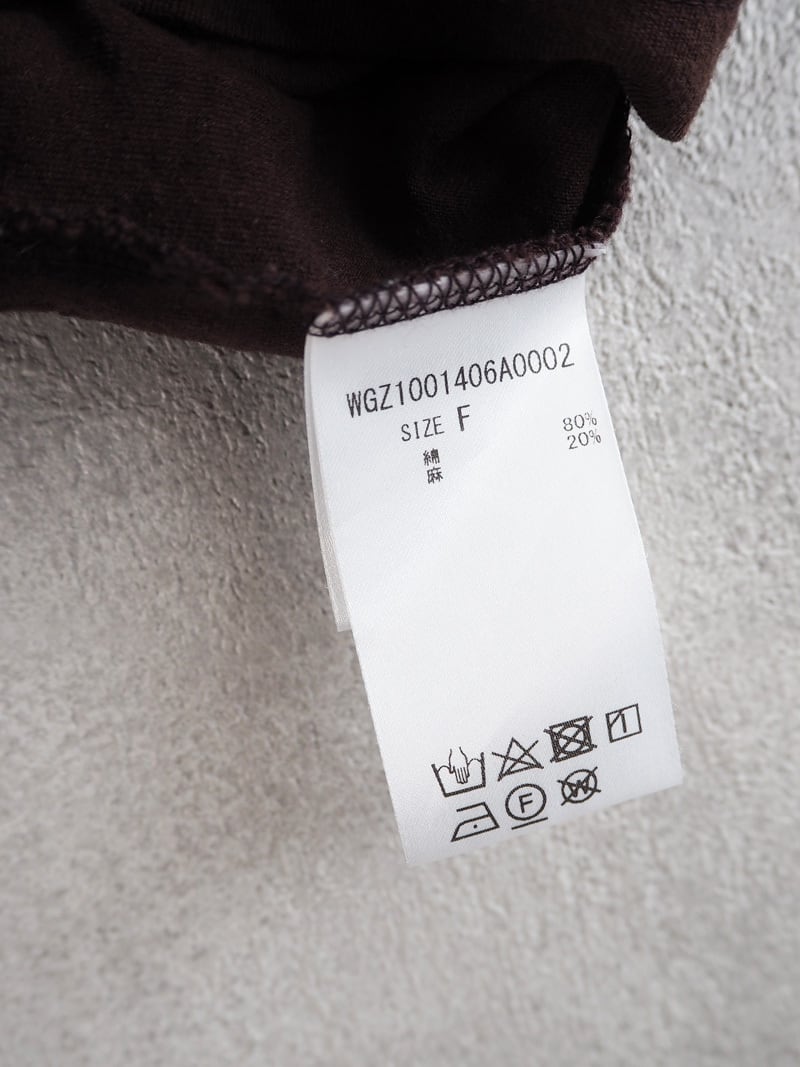 WGZ1001406A0002
SIZE F
綿 80%
麻 20%
F
W